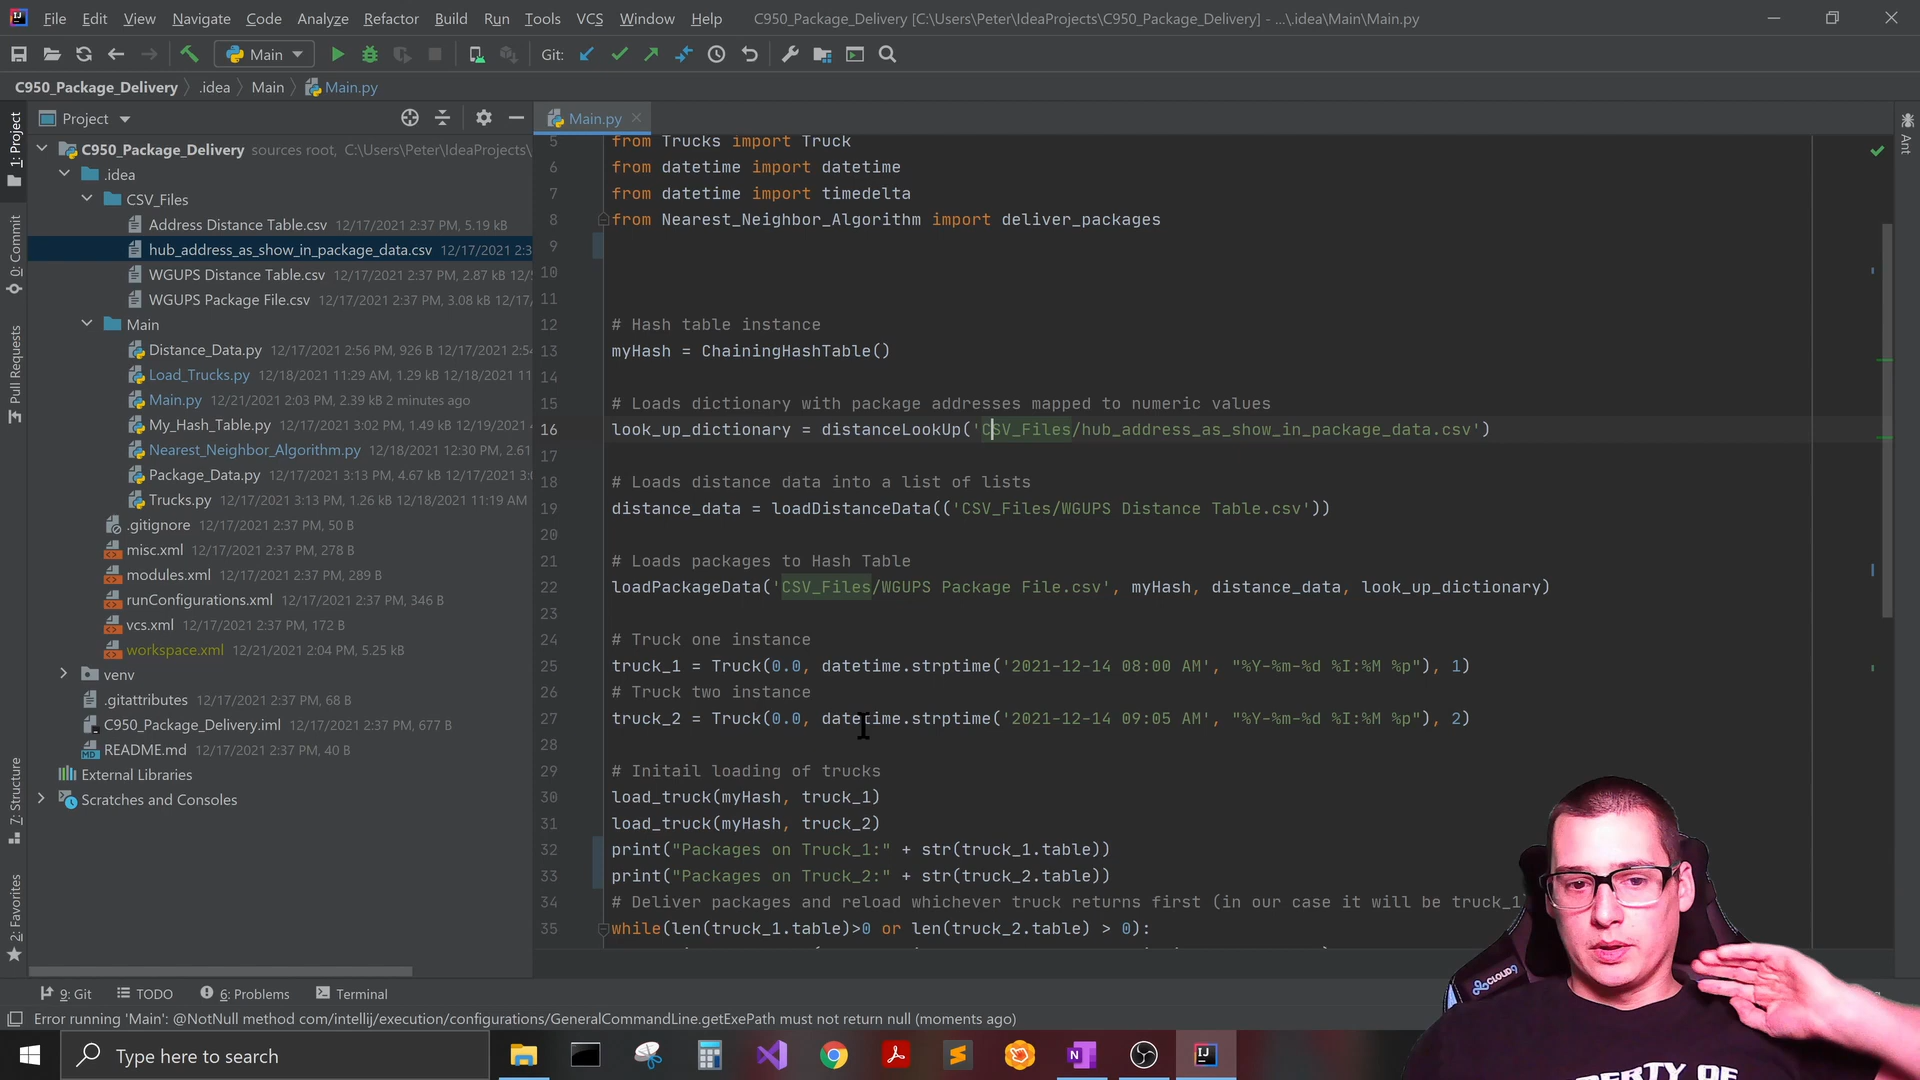 File Edit View Navigate Code Analyze Refactor Build Run Tools VCS Window Help C950_Package_Delivery [C:\Users\Peter\IdeaProjects\C950_Package_Delivery] - ...\.idea\Main\Main.py
Main Git:
C950_Package_Delivery .idea Main Main.py
Project Main.py
C950_Package_Delivery sources root, C:\Users\Peter\IdeaProjects\
.idea
CSV_Files
Address Distance Table.csv 12/17/2021 2:37 PM, 5.19 kB
hub_address_as_show_in_package_data.csv 12/17/2021 2:3
WGUPS Distance Table.csv 12/17/2021 2:37 PM, 2.87 kB 12/
WGUPS Package File.csv 12/17/2021 2:37 PM, 3.08 kB 12/17/
Main
Distance_Data.py 12/17/2021 2:56 PM, 926 B 12/17/2021 2:54
Load_Trucks.py 12/18/2021 11:29 AM, 1.29 kB 12/18/2021 11
Main.py 12/21/2021 2:03 PM, 2.39 kB 2 minutes ago
My_Hash_Table.py 12/17/2021 3:02 PM, 1.49 kB 12/19/2021
Nearest_Neighbor_Algorithm.py 12/18/2021 12:30 PM, 2.61
Package_Data.py 12/17/2021 3:13 PM, 4.67 kB 12/17/2021 3:
Trucks.py 12/17/2021 3:13 PM, 1.26 kB 12/18/2021 11:19 AM
.gitignore 12/17/2021 2:37 PM, 50 B
misc.xml 12/17/2021 2:37 PM, 278 B
modules.xml 12/17/2021 2:37 PM, 289 B
runConfigurations.xml 12/17/2021 2:37 PM, 346 B
vcs.xml 12/17/2021 2:37 PM, 172 B
workspace.xml 12/21/2021 2:04 PM, 5.25 kB
venv
.gitattributes 12/17/2021 2:37 PM, 68 B
C950_Package_Delivery.iml 12/17/2021 2:37 PM, 677 B
README.md 12/17/2021 2:37 PM, 40 B
External Libraries
Scratches and Consoles
1: Project
0: Commit
Pull Requests
7: Structure
2: Favorites
Ant
5 from Trucks import Truck
6 from datetime import datetime
7 from datetime import timedelta
8 from Nearest_Neighbor_Algorithm import deliver_packages
9
10
11
12 # Hash table instance
13 myHash = ChainingHashTable()
14
15 # Loads dictionary with package addresses mapped to numeric values
16 look_up_dictionary = distanceLookUp('CSV_Files/hub_address_as_show_in_package_data.csv')
17
18 # Loads distance data into a list of lists
19 distance_data = loadDistanceData(('CSV_Files/WGUPS Distance Table.csv'))
20
21 # Loads packages to Hash Table
22 loadPackageData('CSV_Files/WGUPS Package File.csv', myHash, distance_data, look_up_dictionary)
23
24 # Truck one instance
25 truck_1 = Truck(0.0, datetime.strptime('2021-12-14 08:00 AM', "%Y-%m-%d %I:%M %p"), 1)
26 # Truck two instance
27 truck_2 = Truck(0.0, datetime.strptime('2021-12-14 09:05 AM', "%Y-%m-%d %I:%M %p"), 2)
28
29 # Initail loading of trucks
30 load_truck(myHash, truck_1)
31 load_truck(myHash, truck_2)
32 print("Packages on Truck_1:" + str(truck_1.table))
33 print("Packages on Truck_2:" + str(truck_2.table))
34 # Deliver packages and reload whichever truck returns first (in our case it will be truck_1
35 while(len(truck_1.table)>0 or len(truck_2.table) > 0):
9: Git TODO 6: Problems Terminal
Error running 'Main': @NotNull method com/intellij/execution/configurations/GeneralCommandLine.getExePath must not return null (moments ago)
Type here to search
CLOUD9
PROPERTY OF